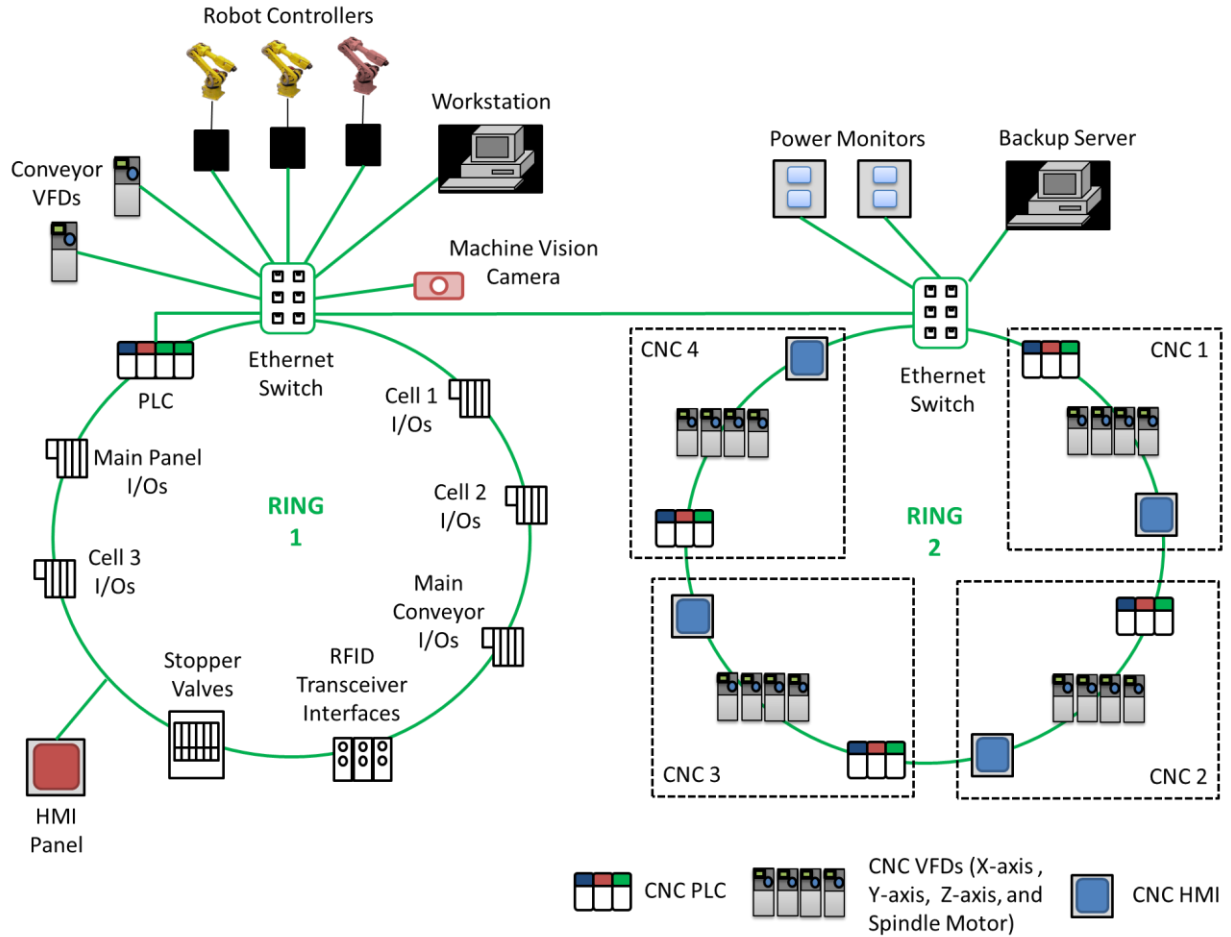 Robot Controllers
Workstation
Conveyor
VFDs
Machine Vision
Camera
Power Monitors
Backup Server
PLC
Ethernet
Switch
Cell 1
I/Os
Main Panel
I/Os
Cell 2
I/Os
RING
1
Cell 3
I/Os
Main
Conveyor
I/Os
Stopper
Valves
RFID
Transceiver
Interfaces
HMI
Panel
CNC 4
Ethernet
Switch
CNC 1
RING
2
CNC 3
CNC 2
CNC PLC
CNC VFDs (X-axis ,
Y-axis, Z-axis, and
Spindle Motor)
CNC HMI